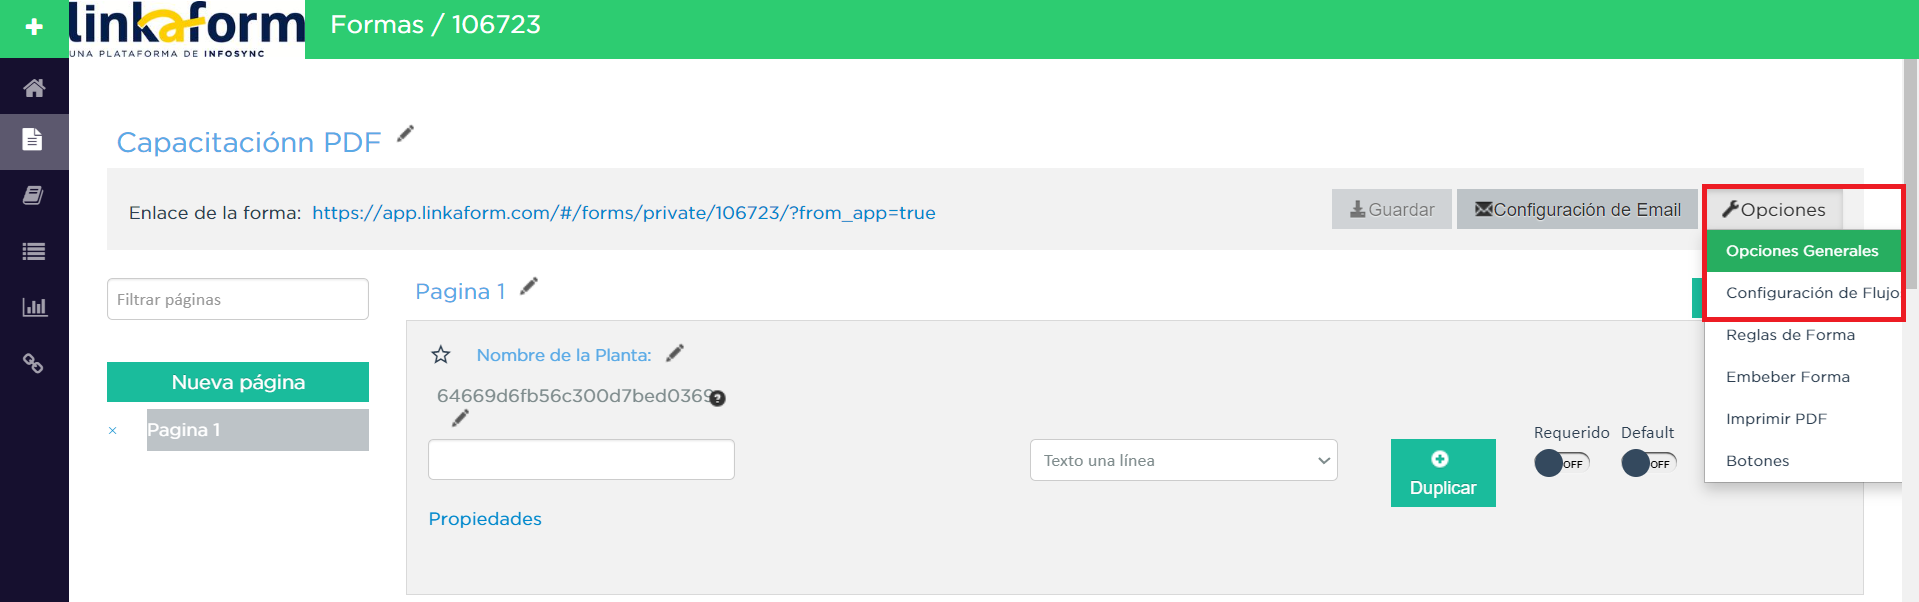 linkaform
UNA PLATAFORMA DE INFOSYNC
Formas / 106723
Capacitaciónn PDF
Enlace de la forma: https://app.linkaform.com/#/forms/private/106723/?from_app=true
Guardar
Configuración de Email
Opciones
Opciones Generales
Configuración de Flujo
Reglas de Forma
Embeber Forma
Imprimir PDF
Botones
Filtrar páginas
Nueva página
× Pagina 1
Pagina 1
Nombre de la Planta:
64669d6fb56c300d7bed0369
Texto una línea
Duplicar
Requerido Default
OFF OFF
Propiedades